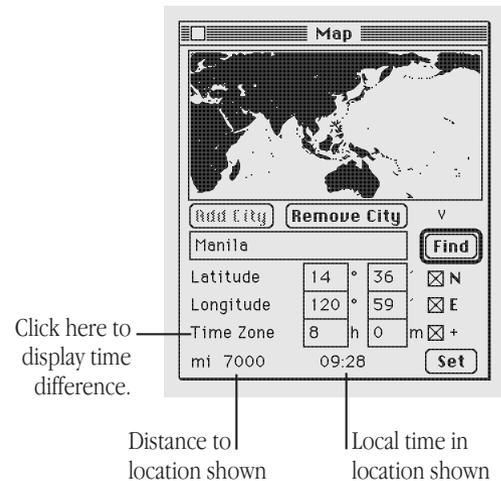 Map
Add City Remove City V
Manila Find
Latitude 14 ° 36 ′ N
Longitude 120 ° 59 ′ E
Time Zone 8 h 0 m +
mi 7000 09:28 Set
Click here to
display time
difference.
Distance to
location shown
Local time in
location shown